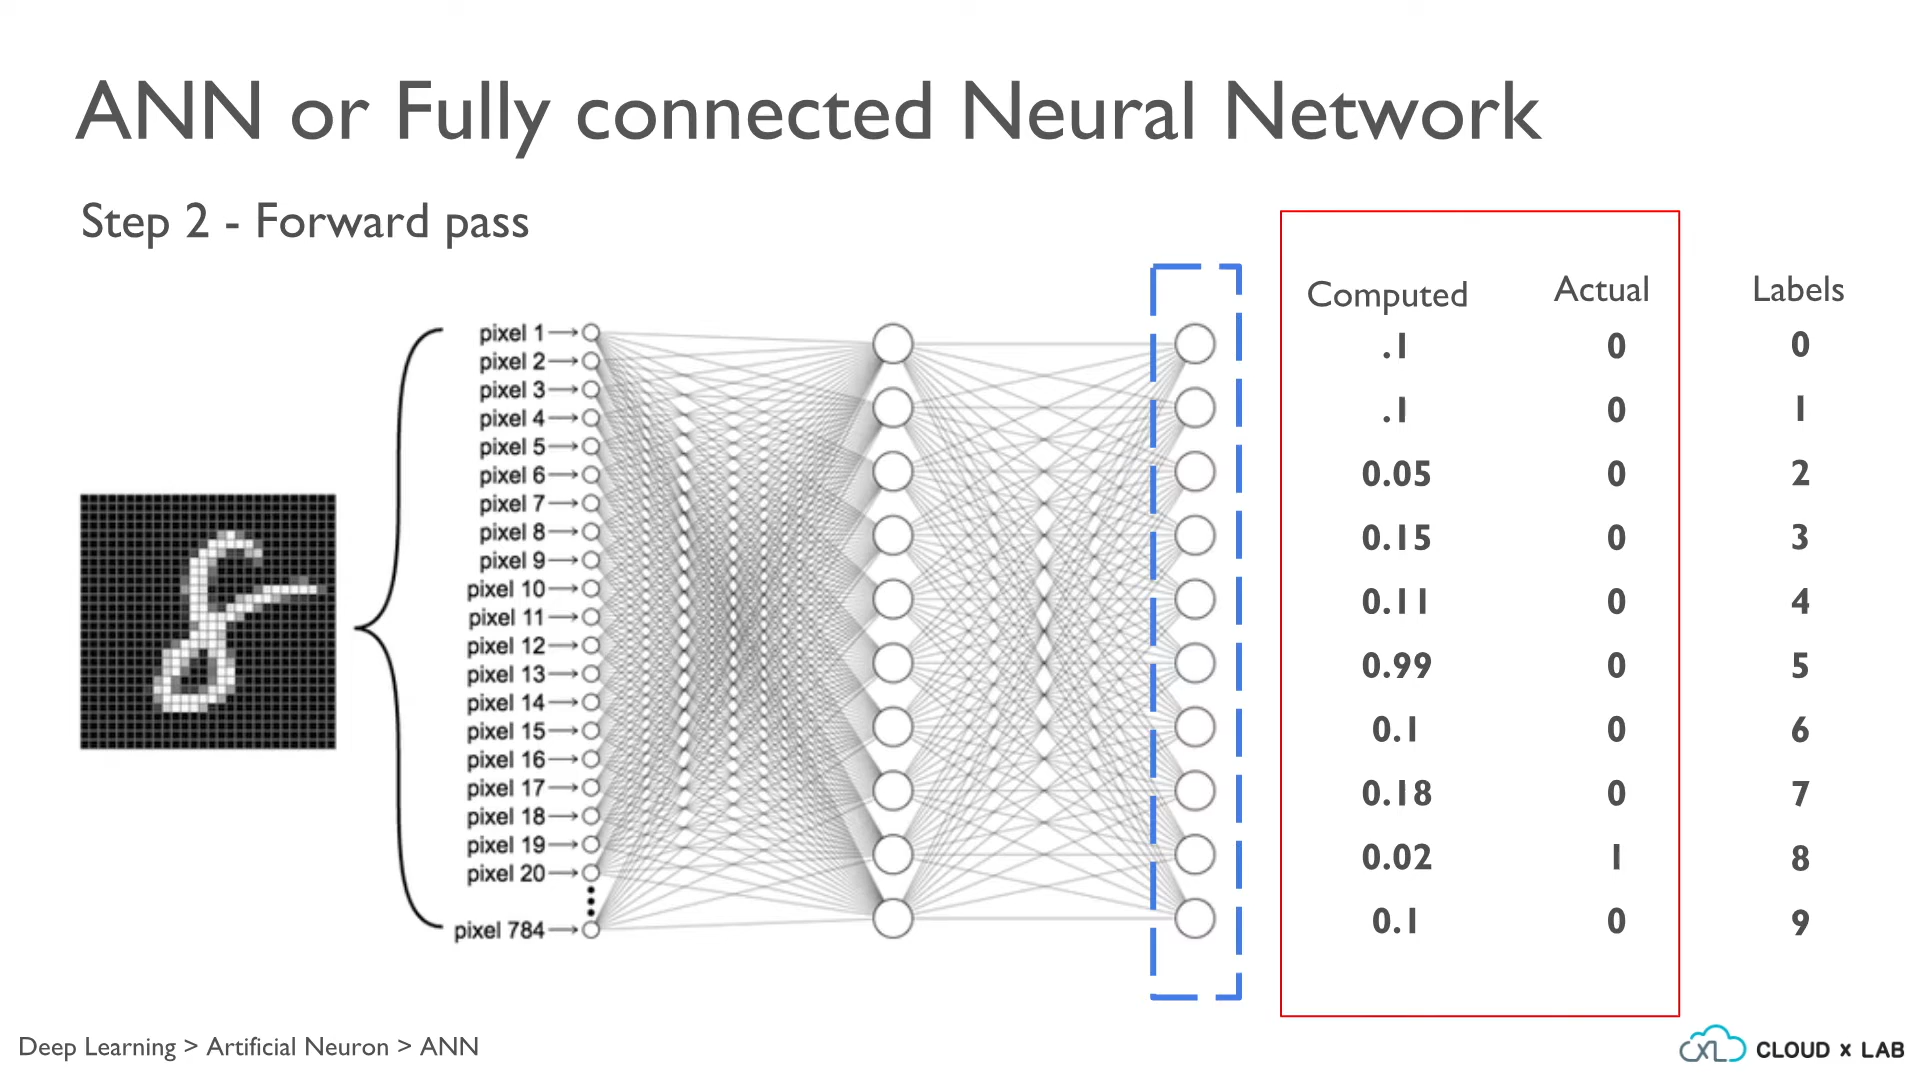 ANN or Fully connected Neural Network
Step 2 - Forward pass
pixel 1
pixel 2
pixel 3
pixel 4
pixel 5
pixel 6
pixel 7
pixel 8
pixel 9
pixel 10
pixel 11
pixel 12
pixel 13
pixel 14
pixel 15
pixel 16
pixel 17
pixel 18
pixel 19
pixel 20
pixel 784
Computed Actual Labels
.1 0 0
.1 0 1
0.05 0 2
0.15 0 3
0.11 0 4
0.99 0 5
0.1 0 6
0.18 0 7
0.02 1 8
0.1 0 9
Deep Learning > Artificial Neuron > ANN
CXL CLOUD x LAB